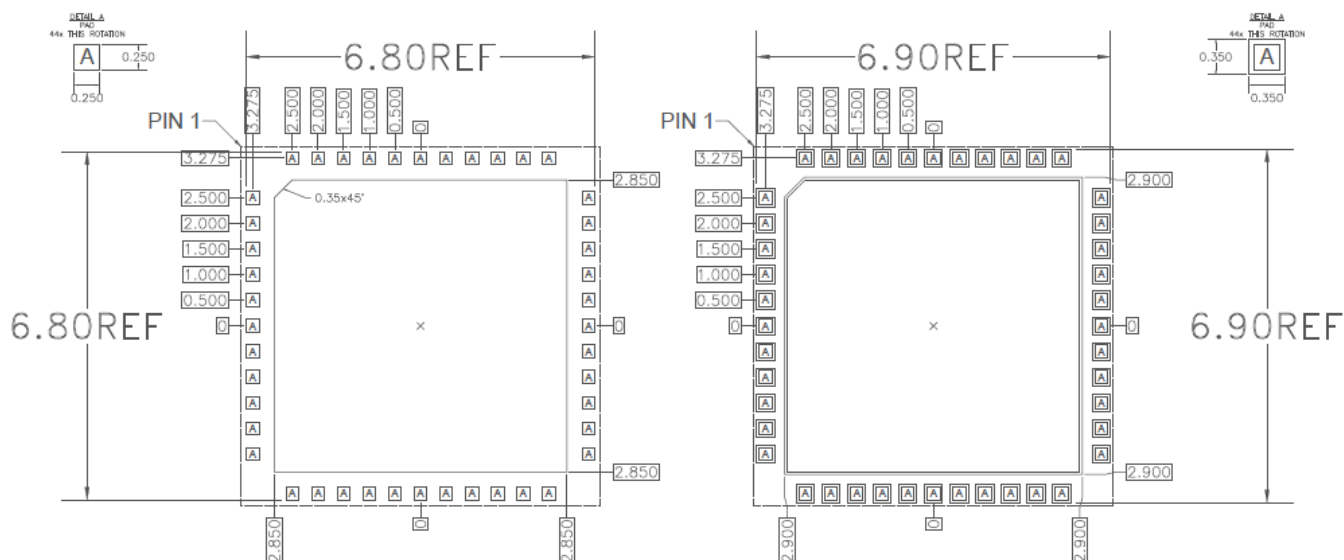 DETAIL A
PAD
44x THIS ROTATION
A
0.250
0.250
6.80REF
PIN 1
3.275
2.500
2.000
1.500
1.000
0.500
0
3.275
A A A A A A A A A A A
2.850
0.35x45°
2.500 A A
2.000 A A
1.500 A A
1.000 A A
0.500 A A
6.80REF
0 A A 0
A A
A A
A A
A A
A A
2.850
A A A A A A A A A A A
2.850
0
2.850
DETAIL A
PAD
44x THIS ROTATION
A
0.350
0.350
6.90REF
PIN 1
3.275
2.500
2.000
1.500
1.000
0.500
0
3.275
A A A A A A A A A A A
2.900
2.500 A A
2.000 A A
1.500 A A
1.000 A A
0.500 A A
0 A A 0
6.90REF
A A
A A
A A
A A
A A
2.900
A A A A A A A A A A A
2.900
0
2.900